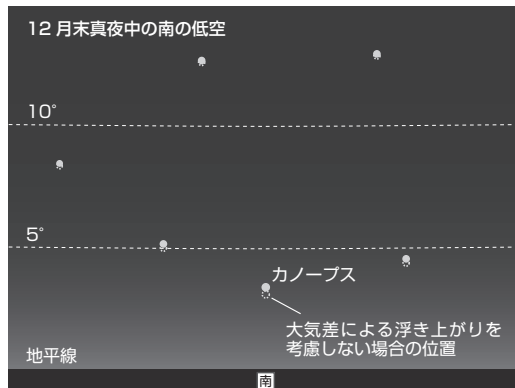 12月末真夜中の南の低空
10°
5°
カノープス
大気差による浮き上がりを
考慮しない場合の位置
地平線
南